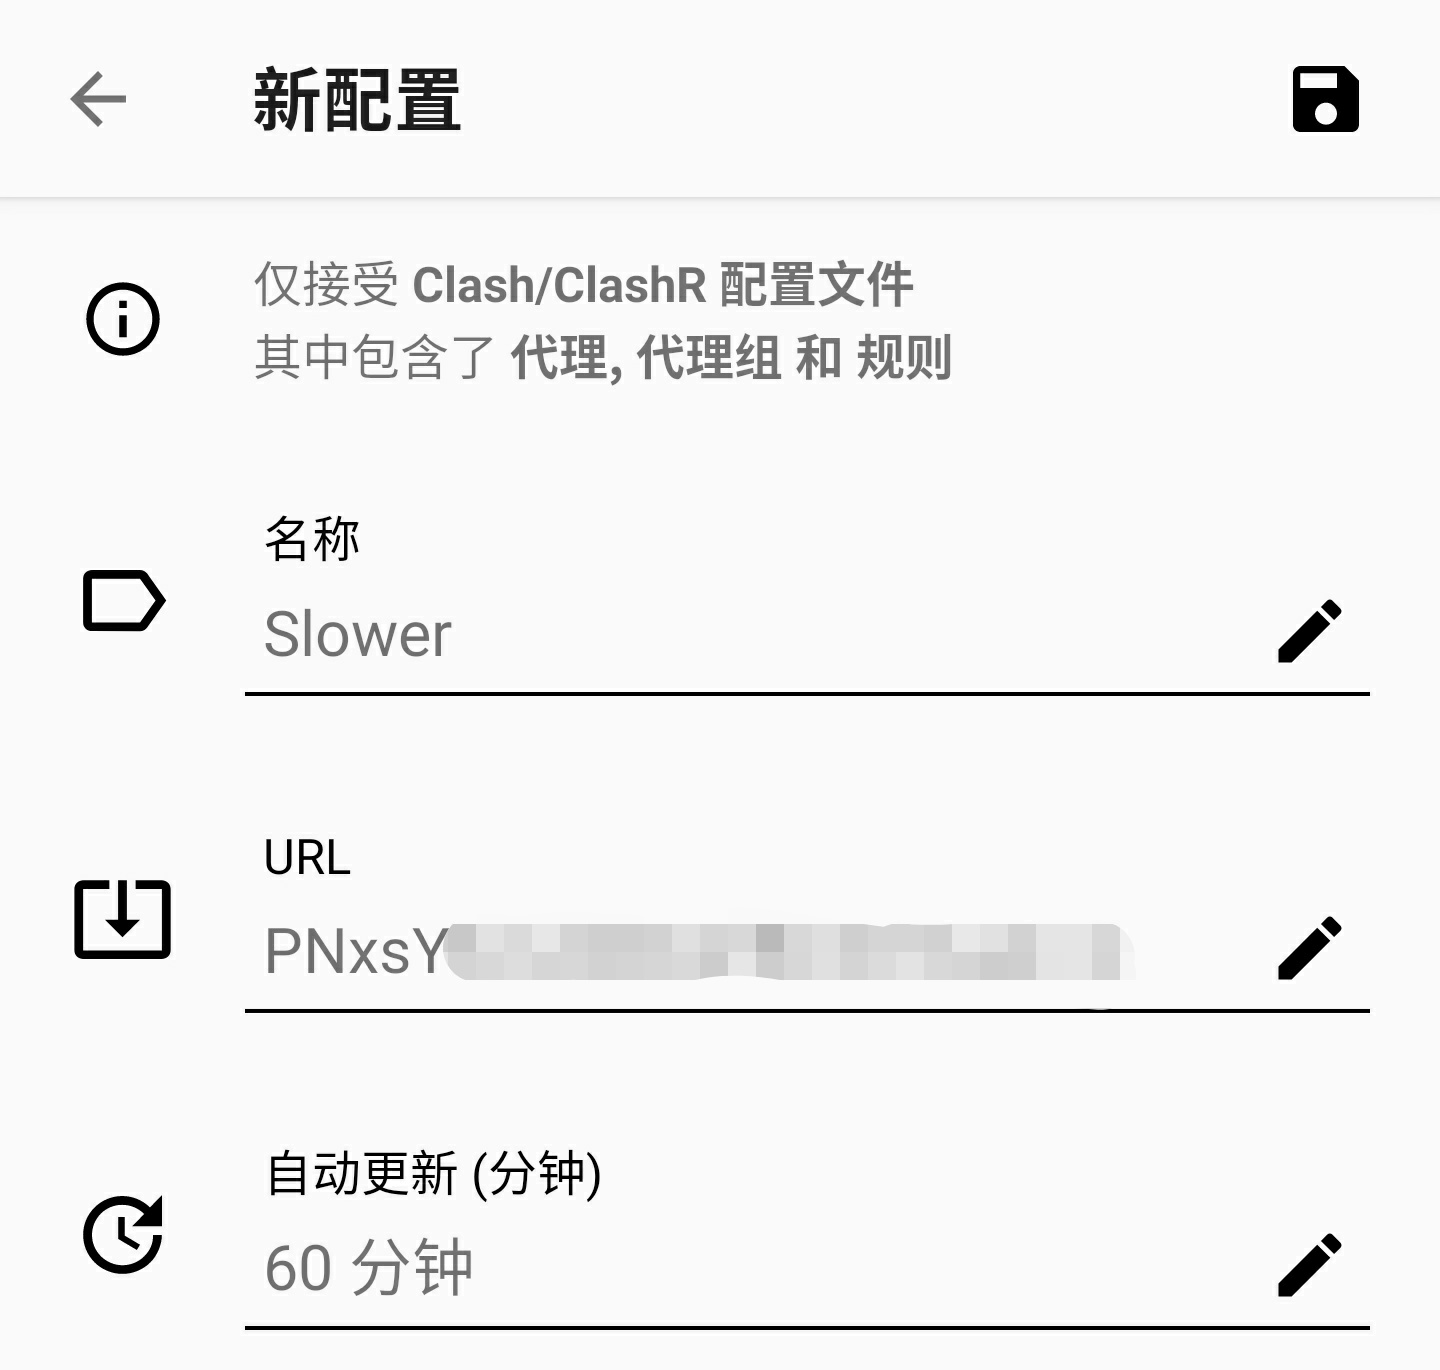 新配置
仅接受 Clash/ClashR 配置文件
其中包含了 代理, 代理组 和 规则
名称
Slower
URL
PNxsY
自动更新 (分钟)
60 分钟